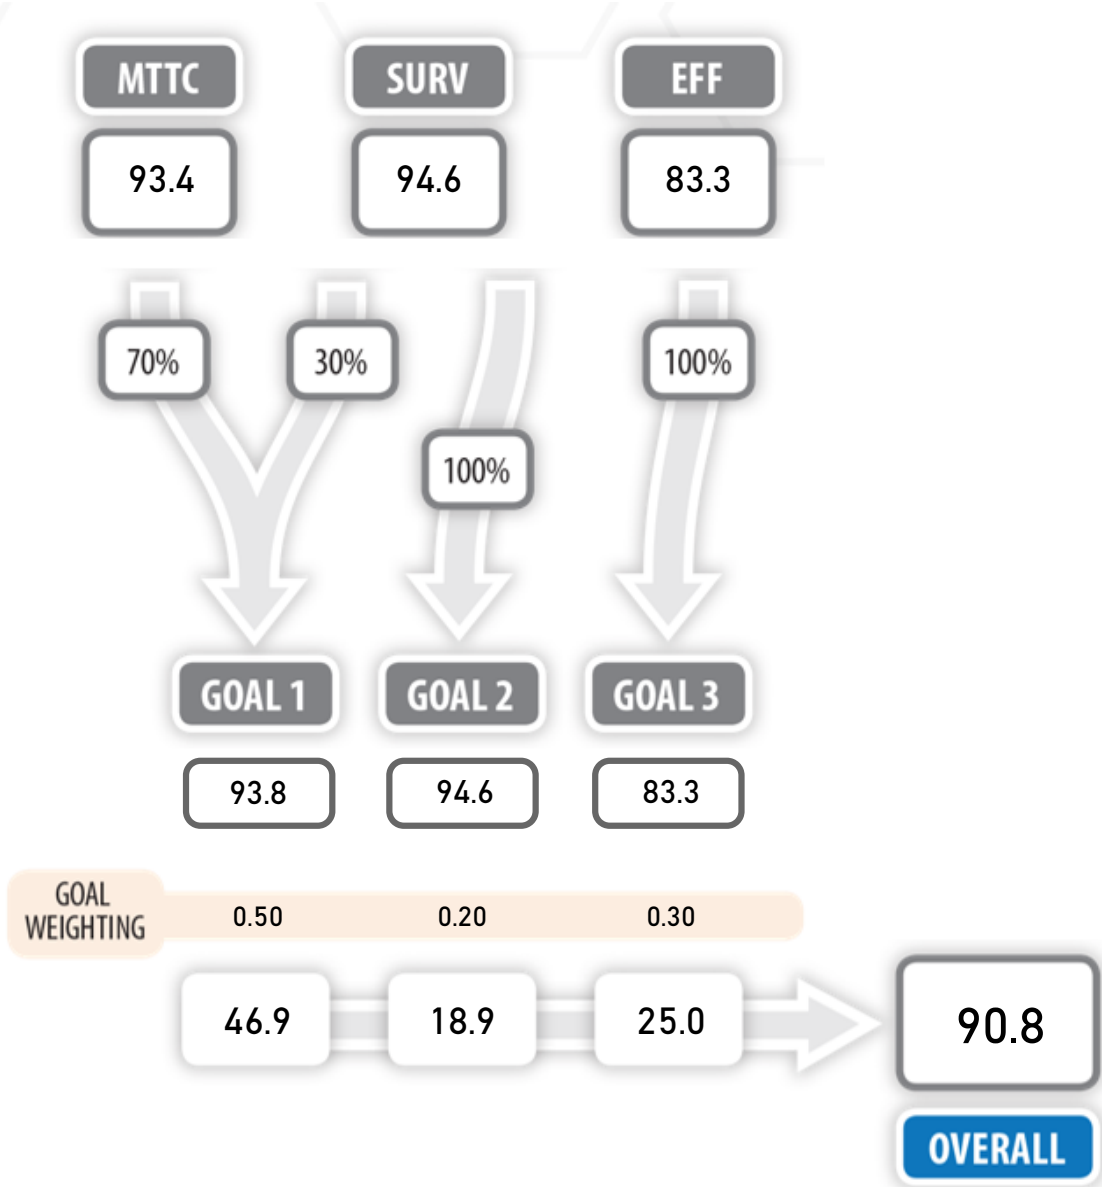 MTTC SURV EFF
93.4 94.6 83.3
70% 30% 100%
100%
GOAL 1 GOAL 2 GOAL 3
93.8 94.6 83.3
GOAL
WEIGHTING
0.50 0.20 0.30
46.9 18.9 25.0
90.8
OVERALL